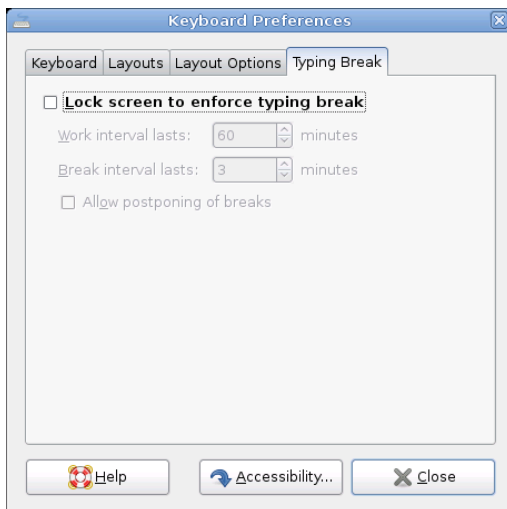 Keyboard Preferences
Keyboard Layouts Layout Options Typing Break
Lock screen to enforce typing break
Work interval lasts: 60 minutes
Break interval lasts: 3 minutes
Allow postponing of breaks
Help Accessibility... Close